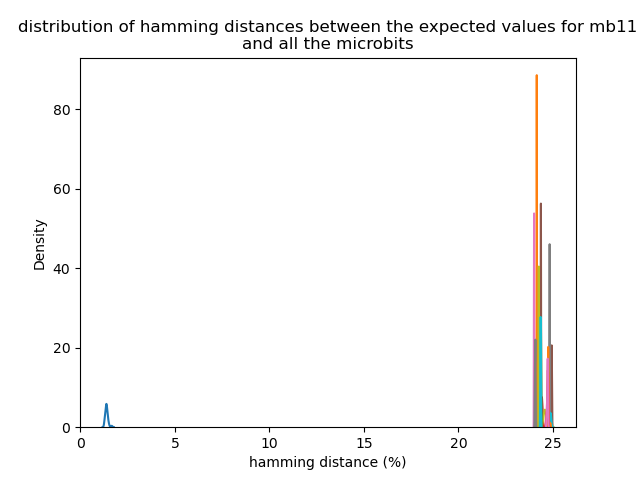 distribution of hamming distances between the expected values for mb11
and all the microbits
80
60
40
20
0
Density
0 5 10 15 20 25
hamming distance (%)